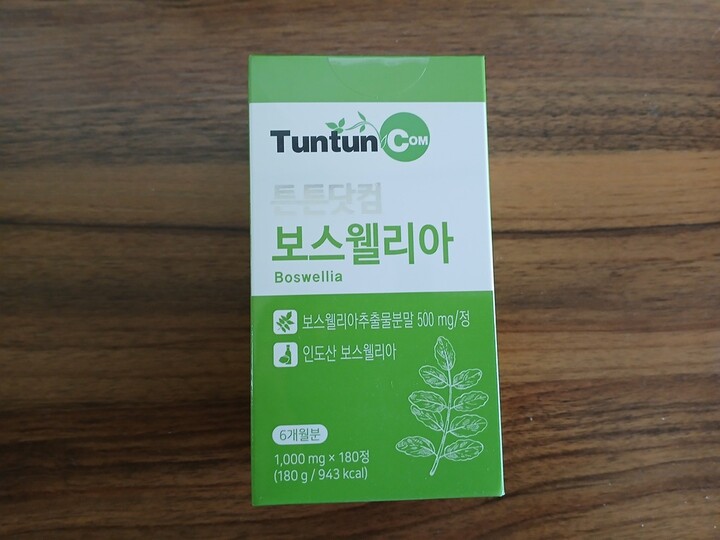 Tuntun COM
튼튼닷컴
보스웰리아
Boswellia
보스웰리아추출물분말 500 mg/정
인도산 보스웰리아
6개월분
1,000 mg × 180정
(180 g / 943 kcal)